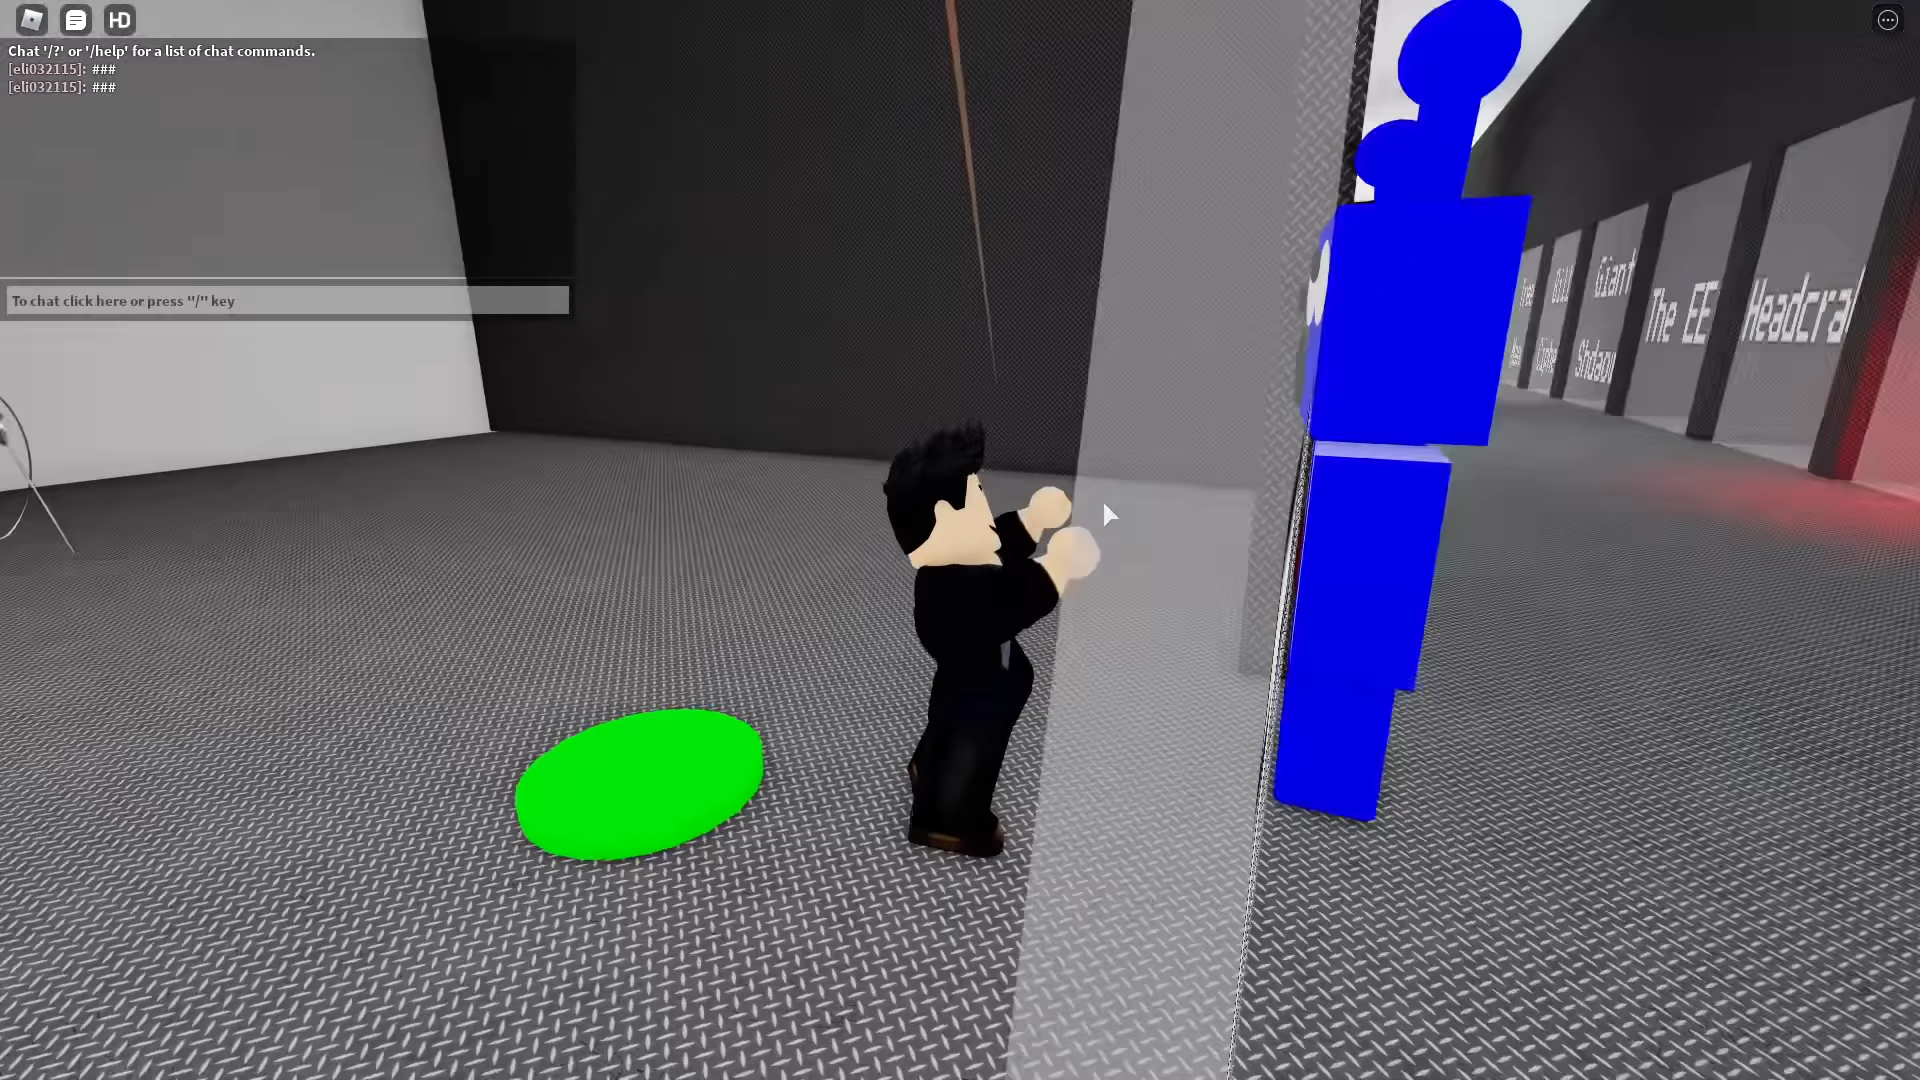 HD
Chat '/?' or '/help' for a list of chat commands.
[eli032115]: ###
[eli032115]: ###
To chat click here or press "/" key
Giant
Shdaow
The EE
Headcra